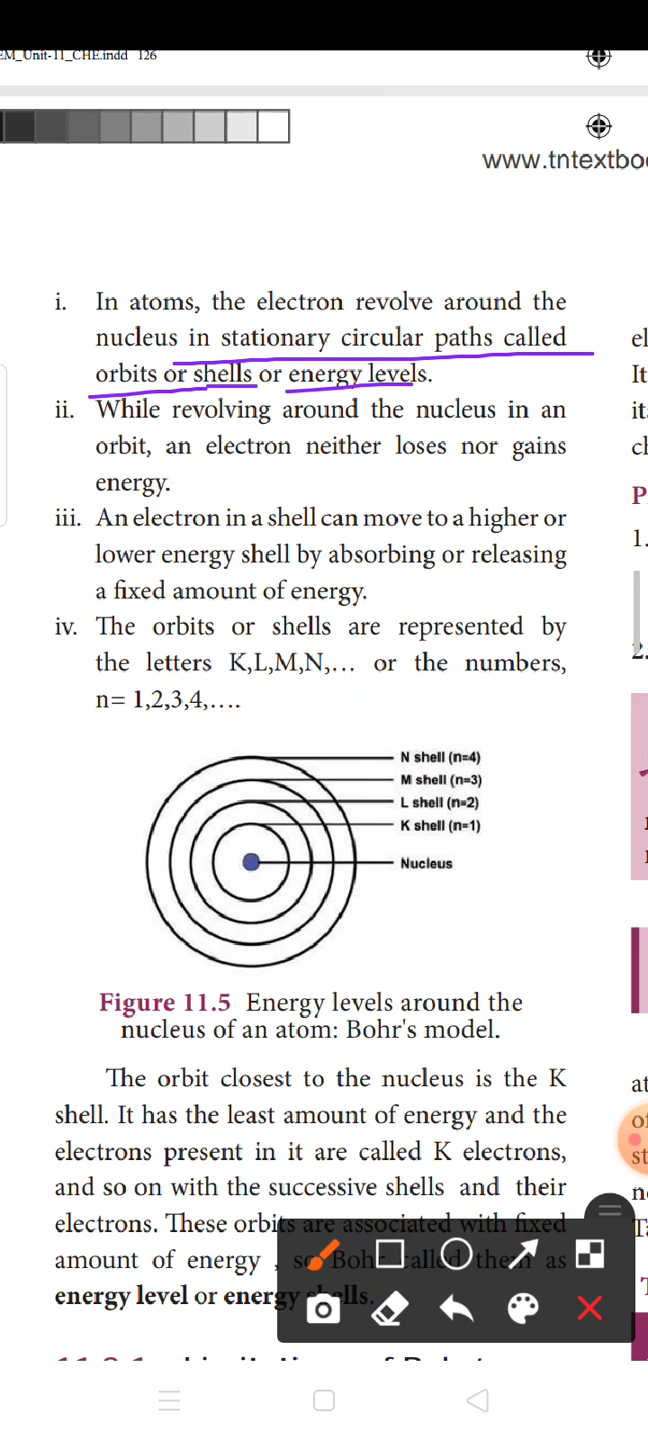 EM_Unit-11_CHE.indd 126
www.tntextbo
i. In atoms, the electron revolve around the
nucleus in stationary circular paths called
orbits or shells or energy levels.
ii. While revolving around the nucleus in an
orbit, an electron neither loses nor gains
energy.
iii. An electron in a shell can move to a higher or
lower energy shell by absorbing or releasing
a fixed amount of energy.
iv. The orbits or shells are represented by
the letters K,L,M,N,... or the numbers,
n= 1,2,3,4,....
N shell (n=4)
M shell (n=3)
L shell (n=2)
K shell (n=1)
Nucleus
Figure 11.5 Energy levels around the
nucleus of an atom: Bohr's model.
The orbit closest to the nucleus is the K
shell. It has the least amount of energy and the
electrons present in it are called K electrons,
and so on with the successive shells and their
electrons. These orbits are associated with fixed
amount of energy , so Bohr called them as
energy level or energy shells.
el
It
it
cl
P
1.
2.
at
of
st
Ta
T